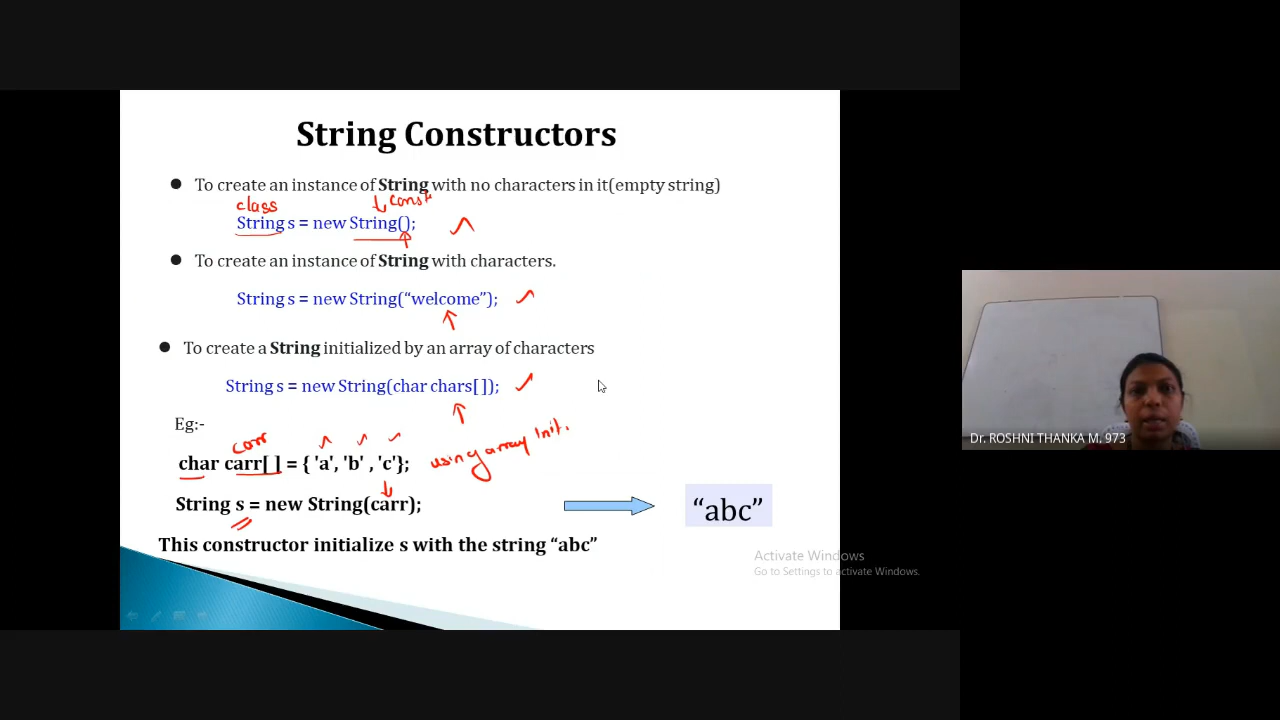 String Constructors
● To create an instance of String with no characters in it(empty string)
class
const
String s = new String();
● To create an instance of String with characters.
String s = new String(“welcome”);
● To create a String initialized by an array of characters
String s = new String(char chars[ ]);
Eg:-
carr
using array init.
char carr[ ] = { 'a', 'b' , 'c'};
String s = new String(carr);
“abc”
This constructor initialize s with the string “abc”
Dr. ROSHNI THANKA M. 973
Activate Windows
Go to Settings to activate Windows.